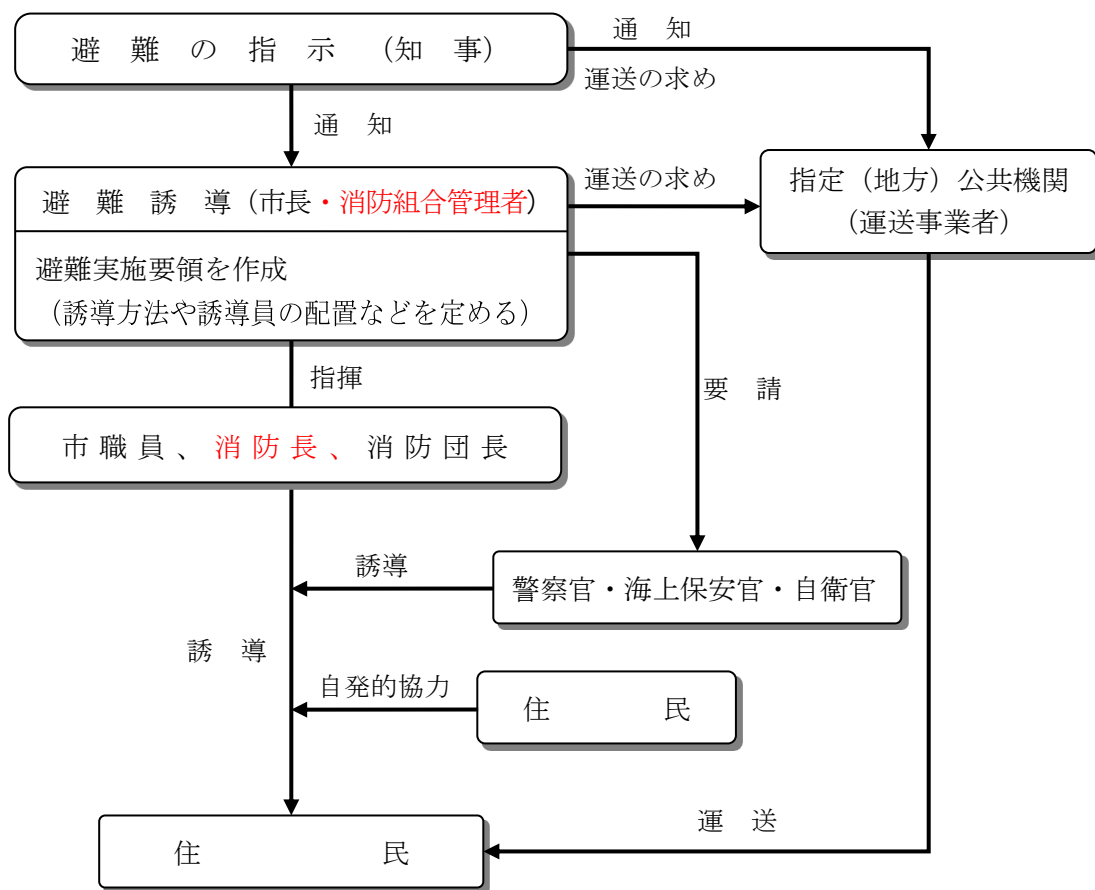 避難の指示（知事）
通知
運送の求め
通知
避難誘導（市長・消防組合管理者）
運送の求め
指定（地方）公共機関
（運送事業者）
避難実施要領を作成
（誘導方法や誘導員の配置などを定める）
指揮
要請
市職員、消防長、消防団長
誘導
警察官・海上保安官・自衛官
誘導
自発的協力
住民
運送
住民